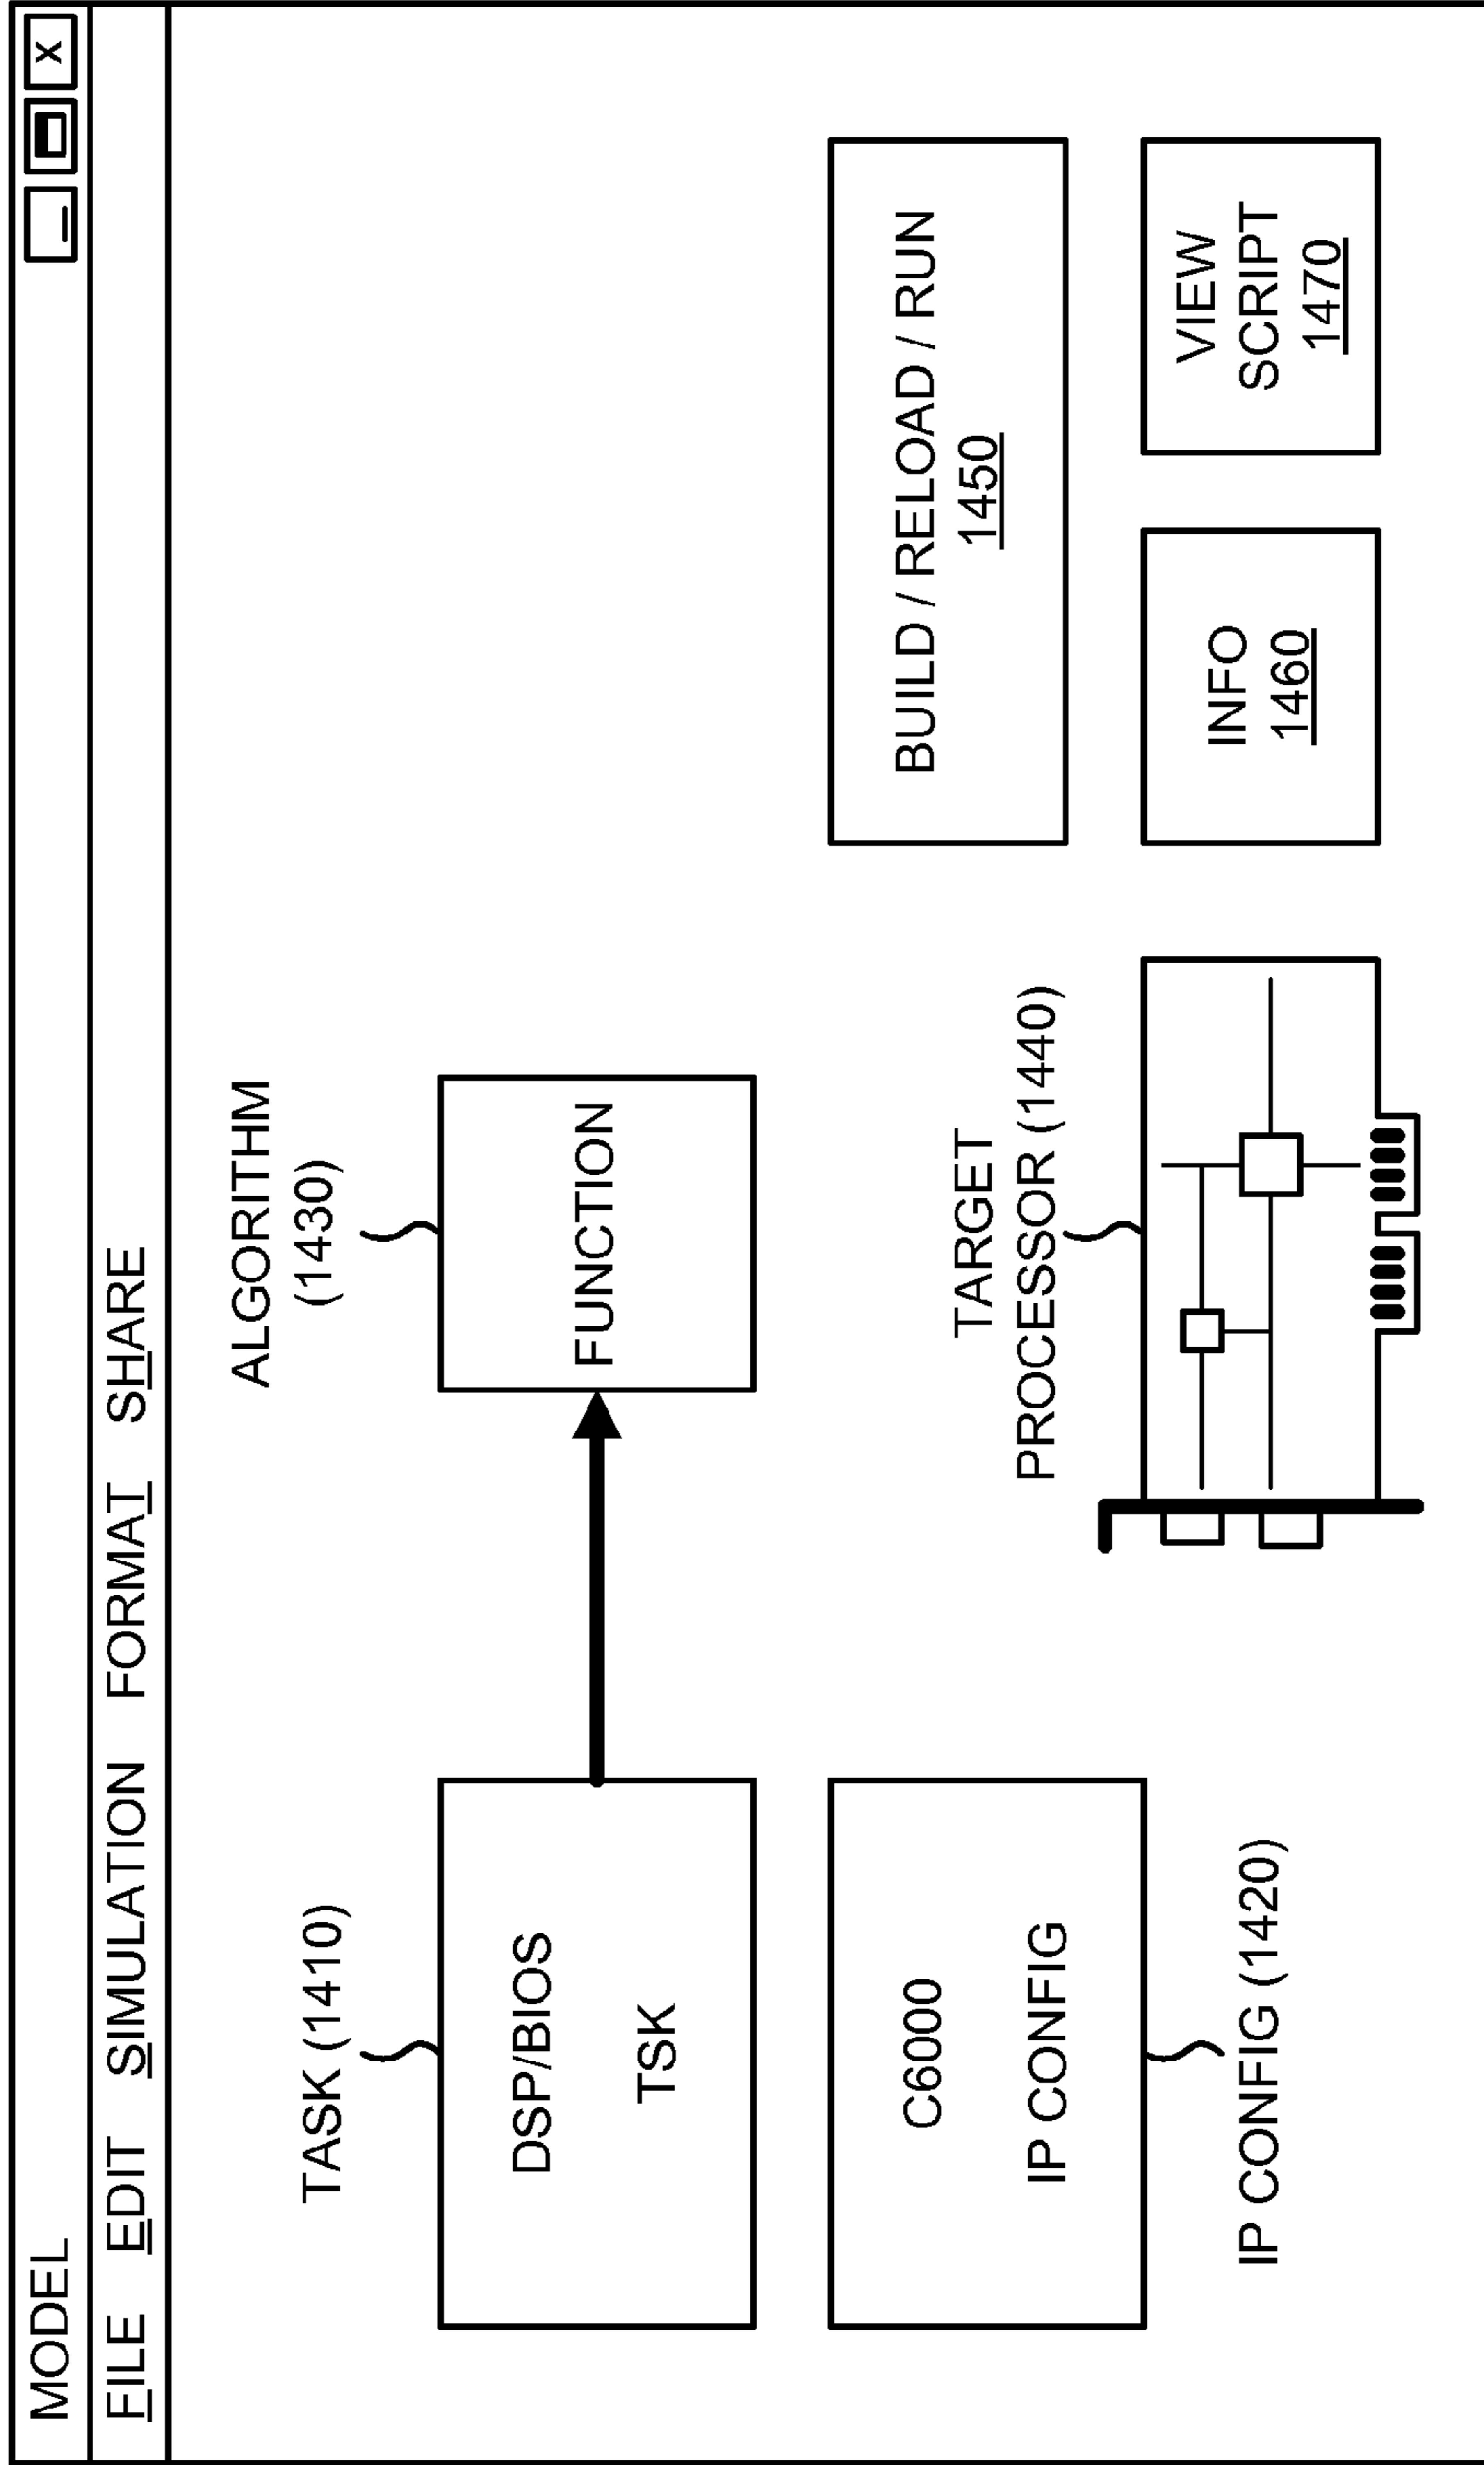 MODEL
X
FILE EDIT SIMULATION FORMAT SHARE
TASK (1410)
DSP/BIOS
TSK
ALGORITHM
(1430)
FUNCTION
C6000
IP CONFIG
IP CONFIG (1420)
TARGET
PROCESSOR (1440)
BUILD / RELOAD / RUN
1450
INFO
1460
VIEW
SCRIPT
1470